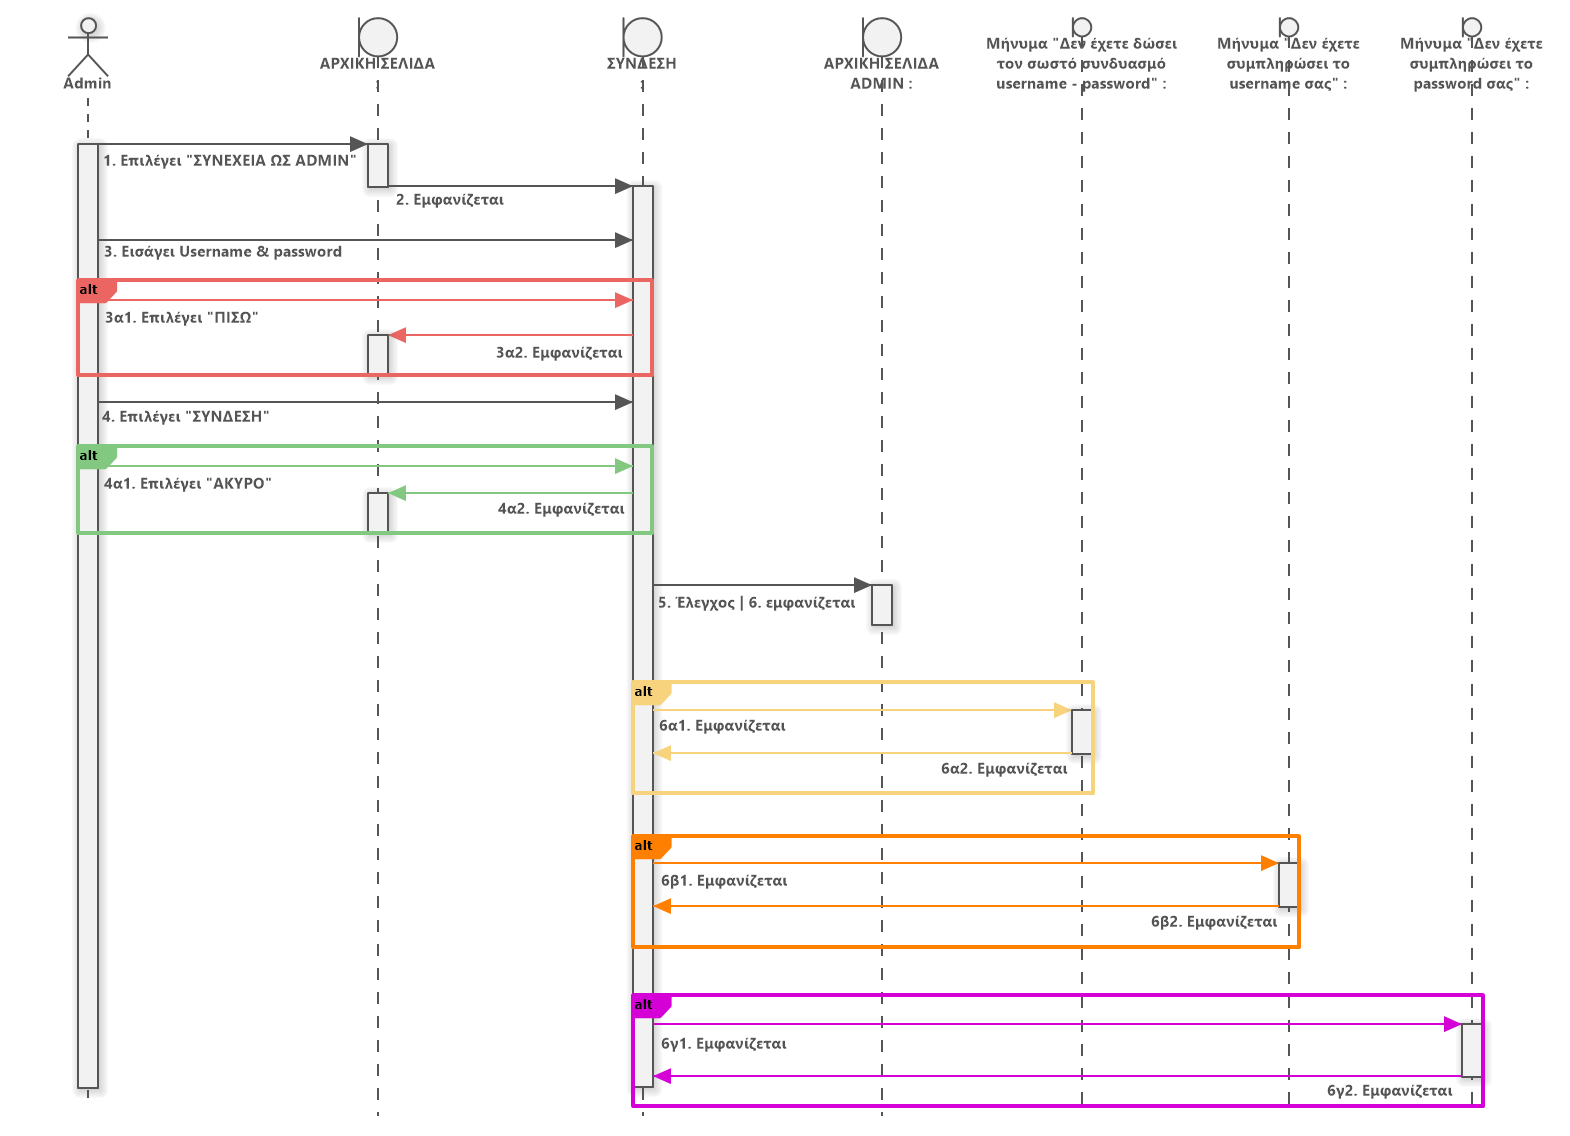 Admin
ΑΡΧΙΚΗ ΣΕΛΙΔΑ
:
ΣΥΝΔΕΣΗ
:
ΑΡΧΙΚΗ ΣΕΛΙΔΑ
ADMIN :
Μήνυμα "Δεν έχετε δώσει
τον σωστό συνδυασμό
username - password" :
Μήνυμα "Δεν έχετε
συμπληρώσει το
username σας" :
Μήνυμα "Δεν έχετε
συμπληρώσει το
password σας" :
1. Επιλέγει "ΣΥΝΕΧΕΙΑ ΩΣ ADMIN"
2. Εμφανίζεται
3. Εισάγει Username & password
alt
3α1. Επιλέγει "ΠΙΣΩ"
3α2. Εμφανίζεται
4. Επιλέγει "ΣΥΝΔΕΣΗ"
alt
4α1. Επιλέγει "ΑΚΥΡΟ"
4α2. Εμφανίζεται
5. Έλεγχος | 6. εμφανίζεται
alt
6α1. Εμφανίζεται
6α2. Εμφανίζεται
alt
6β1. Εμφανίζεται
6β2. Εμφανίζεται
alt
6γ1. Εμφανίζεται
6γ2. Εμφανίζεται